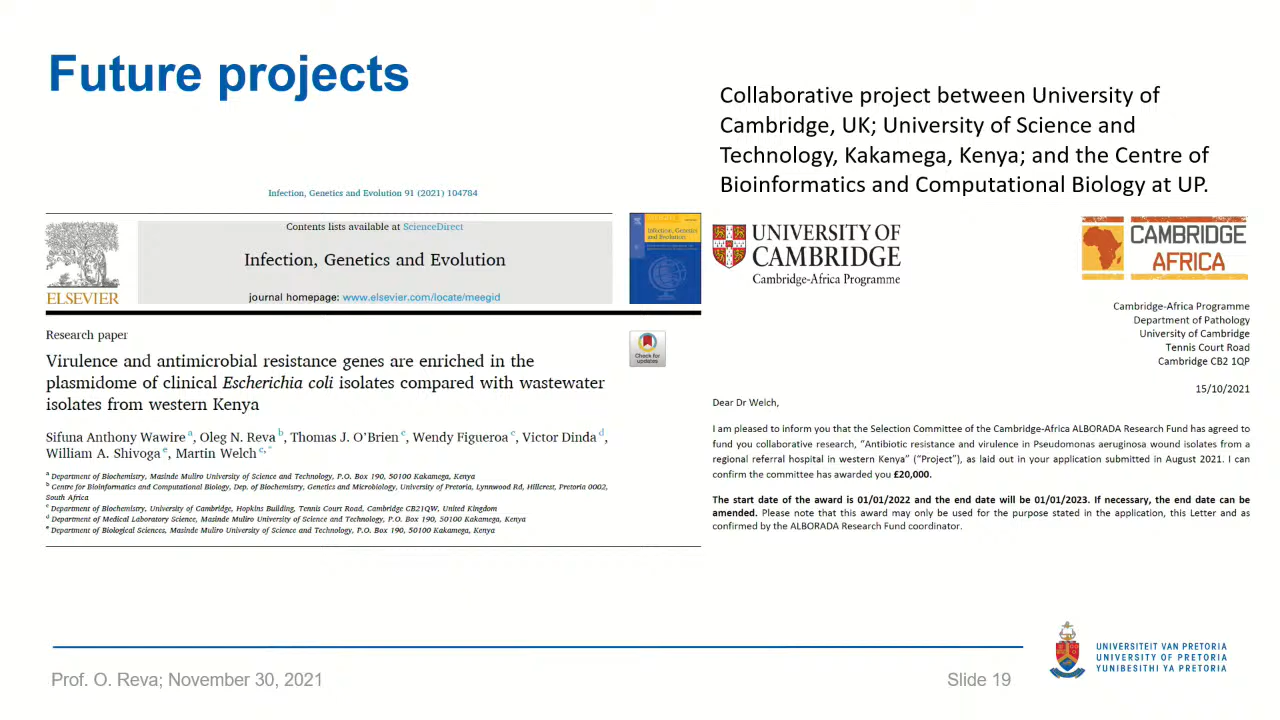 Future projects
Collaborative project between University of
Cambridge, UK; University of Science and
Technology, Kakamega, Kenya; and the Centre of
Bioinformatics and Computational Biology at UP.
Infection, Genetics and Evolution 91 (2021) 104784
ELSEVIER
Contents lists available at ScienceDirect
Infection, Genetics and Evolution
journal homepage: www.elsevier.com/locate/meegid
Infection, Genetics
and Evolution
Research paper
Check for
updates
Virulence and antimicrobial resistance genes are enriched in the
plasmidome of clinical Escherichia coli isolates compared with wastewater
isolates from western Kenya
Sifuna Anthony Wawire a, Oleg N. Reva b, Thomas J. O'Brien c, Wendy Figueroa c, Victor Dinda d,
William A. Shivoga e, Martin Welch c,*
a Department of Biochemistry, Masinde Muliro University of Science and Technology, P.O. Box 190, 50100 Kakamega, Kenya
b Centre for Bioinformatics and Computational Biology, Dep. of Biochemistry, Genetics and Microbiology, University of Pretoria, Lynnwood Rd, Hillcrest, Pretoria 0002,
South Africa
c Department of Biochemistry, University of Cambridge, Hopkins Building, Tennis Court Road, Cambridge CB21QW, United Kingdom
d Department of Medical Laboratory Science, Masinde Muliro University of Science and Technology, P.O. Box 190, 50100 Kakamega, Kenya
e Department of Biological Sciences, Masinde Muliro University of Science and Technology, P.O. Box 190, 50100 Kakamega, Kenya
UNIVERSITY OF
CAMBRIDGE
Cambridge-Africa Programme
CAMBRIDGE
AFRICA
Cambridge-Africa Programme
Department of Pathology
University of Cambridge
Tennis Court Road
Cambridge CB2 1QP
15/10/2021
Dear Dr Welch,
I am pleased to inform you that the Selection Committee of the Cambridge-Africa ALBORADA Research Fund has agreed to
fund you collaborative research, "Antibiotic resistance and virulence in Pseudomonas aeruginosa wound isolates from a
regional referral hospital in western Kenya" ("Project"), as laid out in your application submitted in August 2021. I can
confirm the committee has awarded you £20,000.
The start date of the award is 01/01/2022 and the end date will be 01/01/2023. If necessary, the end date can be
amended. Please note that this award may only be used for the purpose stated in the application, this Letter and as
confirmed by the ALBORADA Research Fund coordinator.
Prof. O. Reva; November 30, 2021
Slide 19
UNIVERSITEIT VAN PRETORIA
UNIVERSITY OF PRETORIA
YUNIBESITHI YA PRETORIA